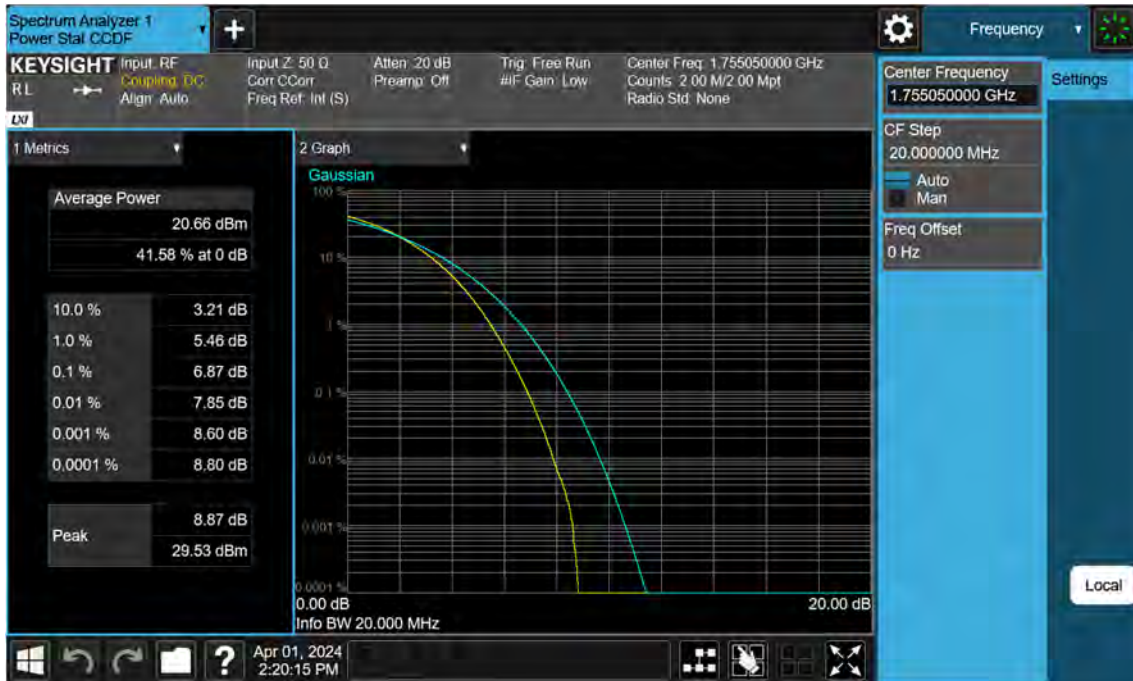 Spectrum Analyzer 1
Power Stat CCDF
Frequency
KEYSIGHT
RL
LXI
Input: RF
Coupling: DC
Align: Auto
Input Z: 50 Ω
Corr CCorr
Freq Ref: Int (S)
Atten: 20 dB
Preamp: Off
Trig: Free Run
#IF Gain: Low
Center Freq: 1.755050000 GHz
Counts: 2.00 M/2.00 Mpt
Radio Std: None
Center Frequency
1.755050000 GHz
Settings
CF Step
20.000000 MHz
Auto
Man
Freq Offset
0 Hz
1 Metrics
Average Power
20.66 dBm
41.58 % at 0 dB
10.0 % 3.21 dB
1.0 % 5.46 dB
0.1 % 6.87 dB
0.01 % 7.85 dB
0.001 % 8.60 dB
0.0001 % 8.80 dB
Peak
8.87 dB
29.53 dBm
2 Graph
Gaussian
100 %
10 %
1 %
0.1 %
0.01 %
0.001 %
0.0001 %
0.00 dB 20.00 dB
Info BW 20.000 MHz
Local
?
Apr 01, 2024
2:20:15 PM